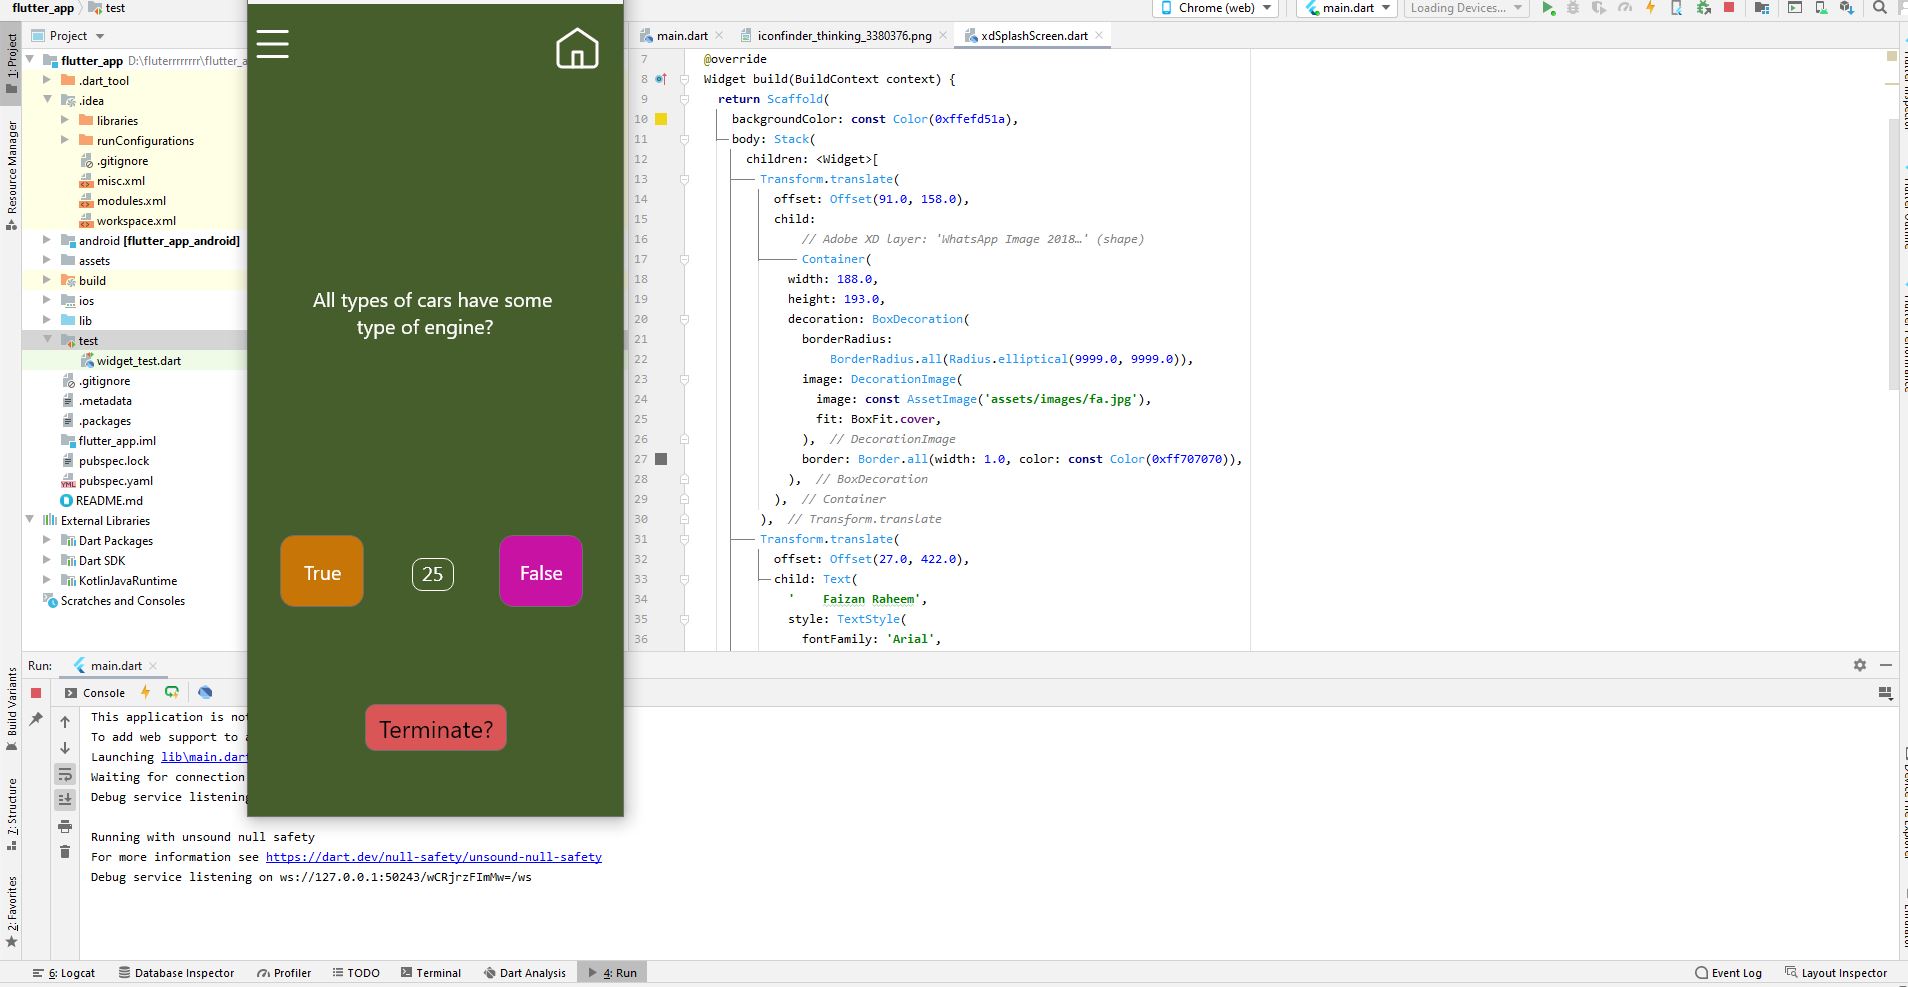 flutter_app test
Chrome (web) main.dart Loading Devices...
1: Project
Resource Manager
Build Variants
7: Structure
2: Favorites
Project
flutter_app D:\fluterrrrrrrr\flutter_a
.dart_tool
.idea
libraries
runConfigurations
.gitignore
misc.xml
modules.xml
workspace.xml
android [flutter_app_android]
assets
build
ios
lib
test
widget_test.dart
.gitignore
.metadata
.packages
flutter_app.iml
pubspec.lock
pubspec.yaml
README.md
External Libraries
Dart Packages
Dart SDK
KotlinJavaRuntime
Scratches and Consoles
All types of cars have some
type of engine?
True 25 False
Terminate?
main.dart iconfinder_thinking_3380376.png xdSplashScreen.dart
7 @override
8 Widget build(BuildContext context) {
9 return Scaffold(
10 backgroundColor: const Color(0xffefd51a),
11 body: Stack(
12 children: <Widget>[
13 Transform.translate(
14 offset: Offset(91.0, 158.0),
15 child:
16 // Adobe XD layer: 'WhatsApp Image 2018…' (shape)
17 Container(
18 width: 188.0,
19 height: 193.0,
20 decoration: BoxDecoration(
21 borderRadius:
22 BorderRadius.all(Radius.elliptical(9999.0, 9999.0)),
23 image: DecorationImage(
24 image: const AssetImage('assets/images/fa.jpg'),
25 fit: BoxFit.cover,
26 ), // DecorationImage
27 border: Border.all(width: 1.0, color: const Color(0xff707070)),
28 ), // BoxDecoration
29 ), // Container
30 ), // Transform.translate
31 Transform.translate(
32 offset: Offset(27.0, 422.0),
33 child: Text(
34 '    Faizan Raheem',
35 style: TextStyle(
36 fontFamily: 'Arial',
Run: main.dart
Console
This application is not
To add web support to a
Launching lib\main.dart
Waiting for connection
Debug service listening
Running with unsound null safety
For more information see https://dart.dev/null-safety/unsound-null-safety
Debug service listening on ws://127.0.0.1:50243/wCRjrzFImMw=/ws
6: Logcat Database Inspector Profiler TODO Terminal Dart Analysis 4: Run Event Log Layout Inspector